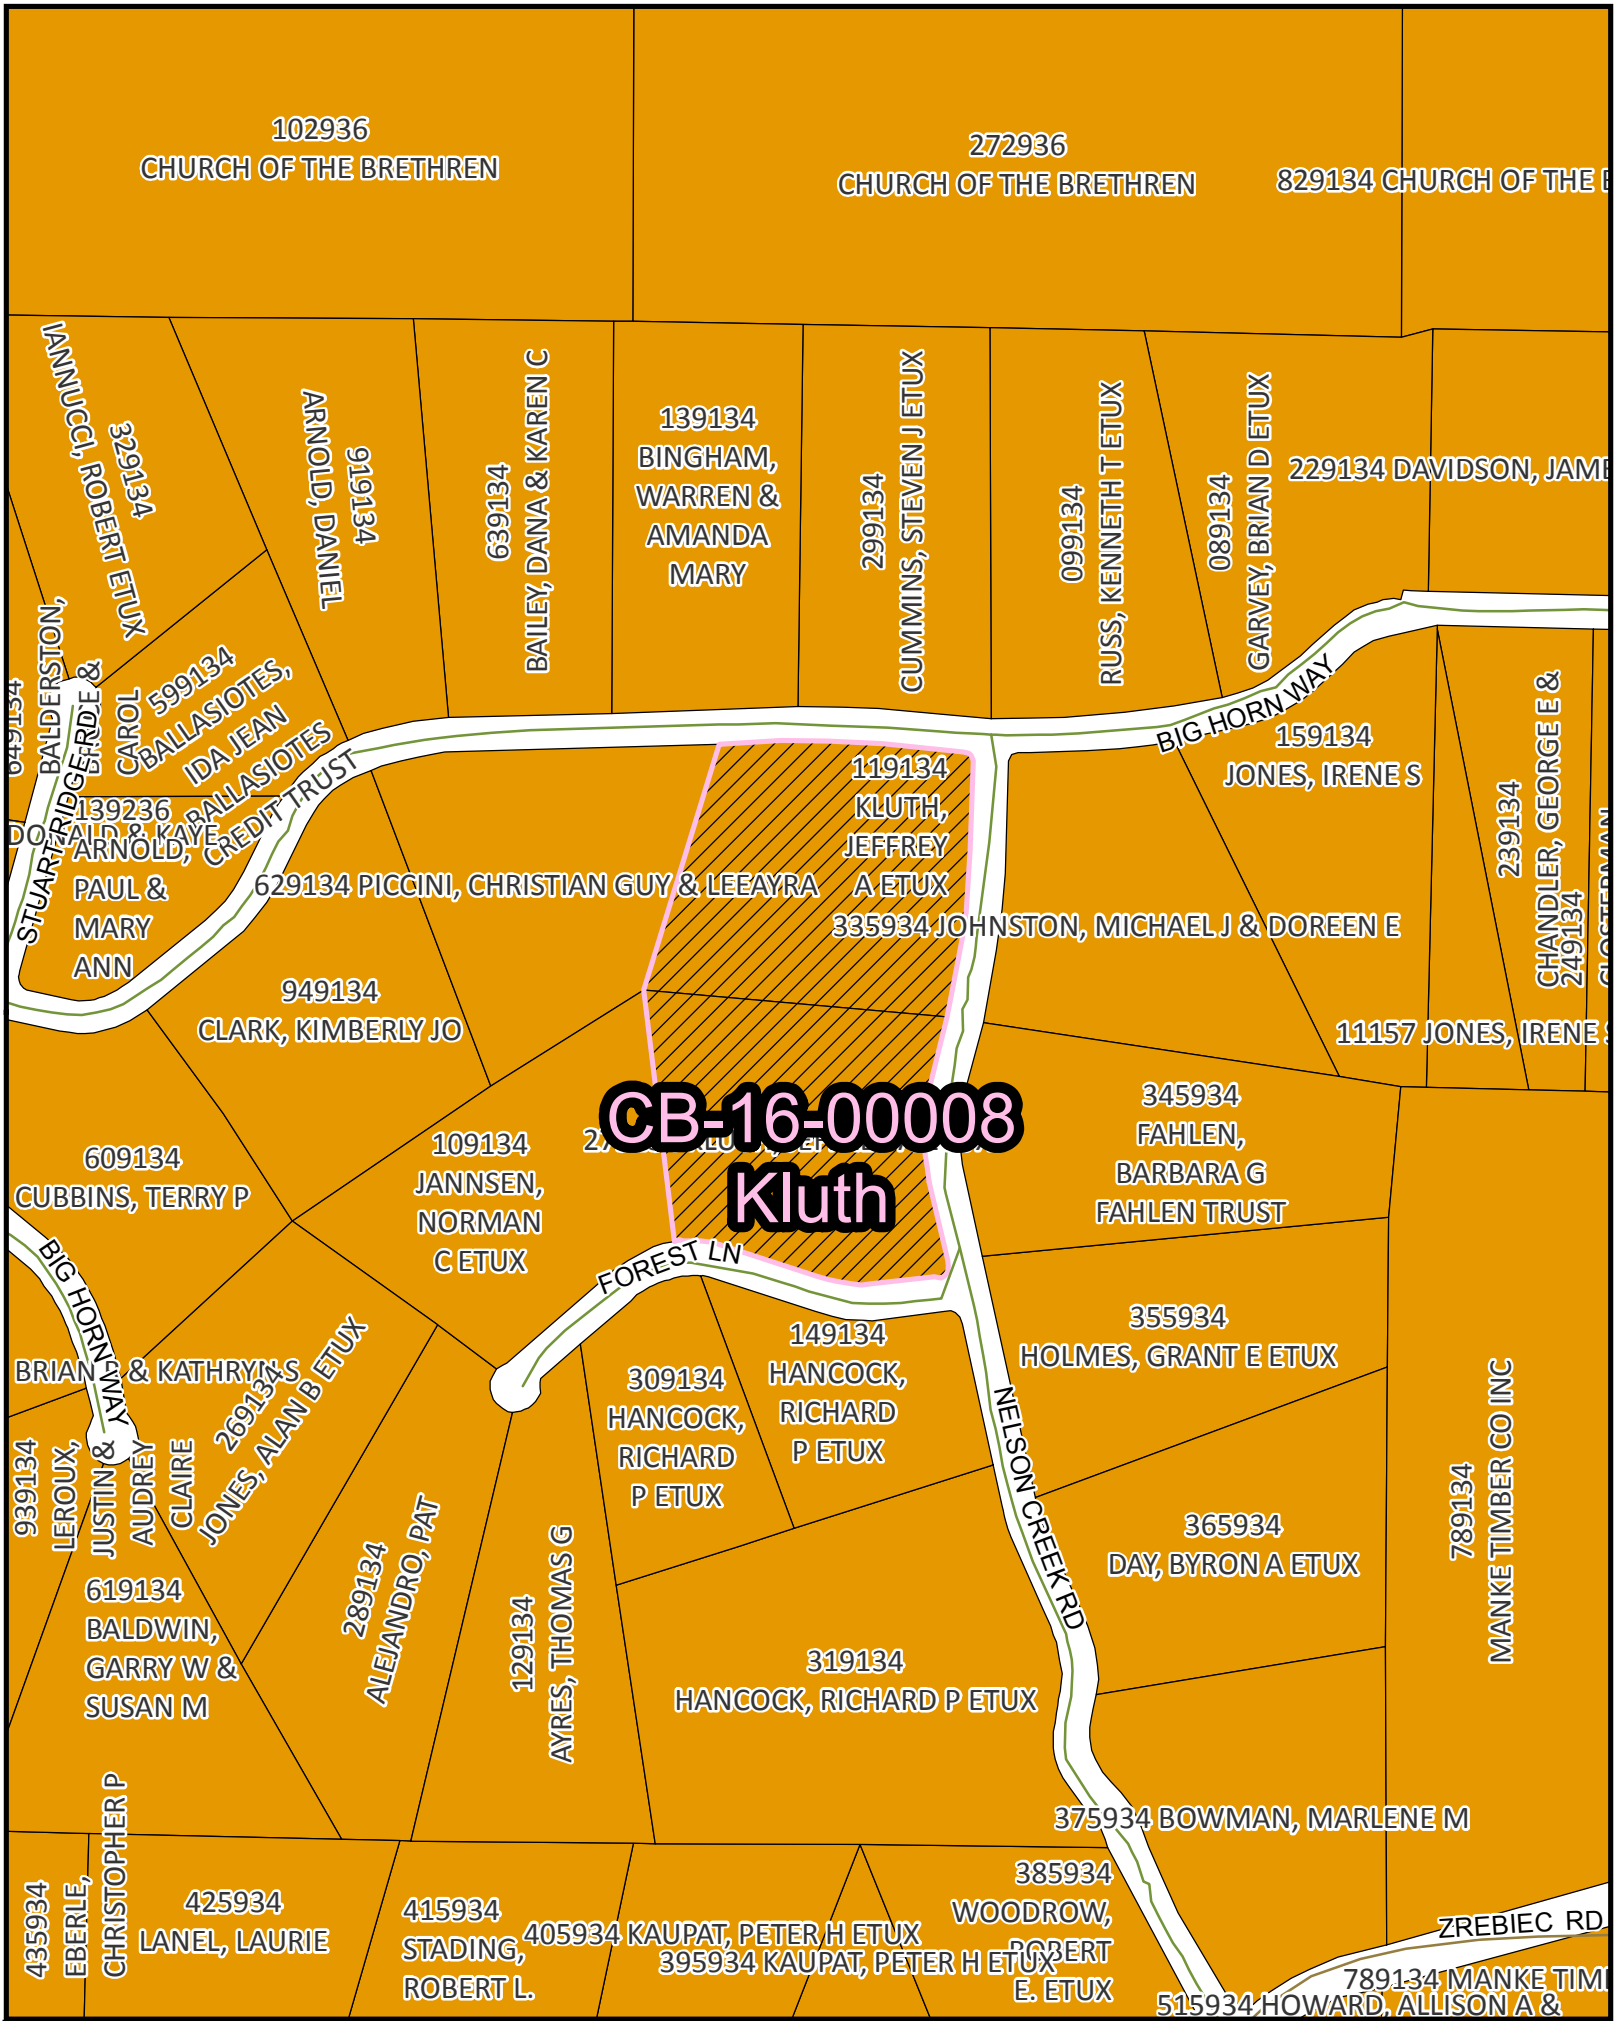 102936
CHURCH OF THE BRETHREN
272936
CHURCH OF THE BRETHREN
829134 CHURCH OF THE
329134
IANNUCCI, ROBERT ETUX
919134
ARNOLD, DANIEL
639134
BAILEY, DANA & KAREN C
139134
BINGHAM,
WARREN &
AMANDA
MARY
299134
CUMMINS, STEVEN J ETUX
099134
RUSS, KENNETH T ETUX
089134
GARVEY, BRIAN D ETUX
229134 DAVIDSON, JAME
649134
BALDERSTON,
&
CAROL
599134
BALLASIOTES,
IDA JEAN
BALLASIOTES
CREDIT TRUST
STUART RIDGE RD
139236
ARNOLD,
PAUL &
MARY
ANN
& KAYE
BIG HORN WAY
159134
JONES, IRENE S
119134
KLUTH,
JEFFREY
A ETUX
629134 PICCINI, CHRISTIAN GUY & LEEAYRA
335934 JOHNSTON, MICHAEL J & DOREEN E
239134
CHANDLER, GEORGE E &
249134
CLOSTERMAN
949134
CLARK, KIMBERLY JO
11157 JONES, IRENE S
CB-16-00008
Kluth
345934
FAHLEN,
BARBARA G
FAHLEN TRUST
609134
CUBBINS, TERRY P
109134
JANNSEN,
NORMAN
C ETUX
FOREST LN
BIG HORN WAY
355934
HOLMES, GRANT E ETUX
149134
HANCOCK,
RICHARD
P ETUX
309134
HANCOCK,
RICHARD
P ETUX
BRIAN & KATHRYN S
269134
JONES, ALAN B ETUX
NELSON CREEK RD
939134
LEROUX,
JUSTIN &
AUDREY
CLAIRE
789134
MANKE TIMBER CO INC
365934
DAY, BYRON A ETUX
289134
ALEJANDRO, PAT
129134
AYRES, THOMAS G
619134
BALDWIN,
GARRY W &
SUSAN M
319134
HANCOCK, RICHARD P ETUX
375934 BOWMAN, MARLENE M
435934
EBERLE,
CHRISTOPHER P
425934
LANEL, LAURIE
415934
STADING,
ROBERT L.
405934 KAUPAT, PETER H ETUX
395934 KAUPAT, PETER H ETUX
385934
WOODROW,
ROBERT
E. ETUX
ZREBIEC RD
789134 MANKE TIM
515934 HOWARD, ALLISON A &